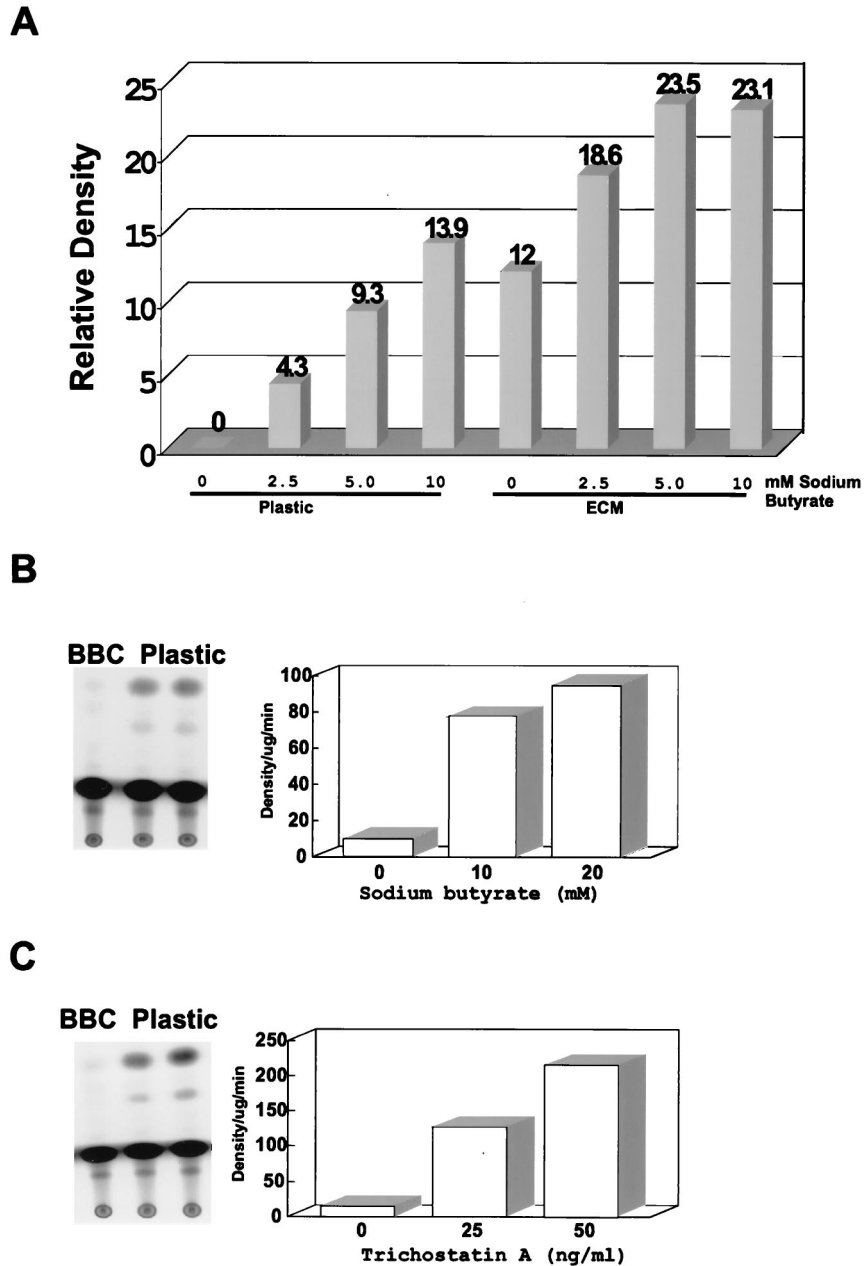 A
Relative Density
25
20
15
10
5
0
0
4.3
9.3
13.9
12
18.6
23.5
23.1
0 2.5 5.0 10 0 2.5 5.0 10 mM Sodium
Butyrate
Plastic ECM
B
BBC Plastic
Density/ug/min
100
80
60
40
20
0
0 10 20
Sodium butyrate (mM)
C
BBC Plastic
Density/ug/min
250
200
150
100
50
0
0 25 50
Trichostatin A (ng/ml)